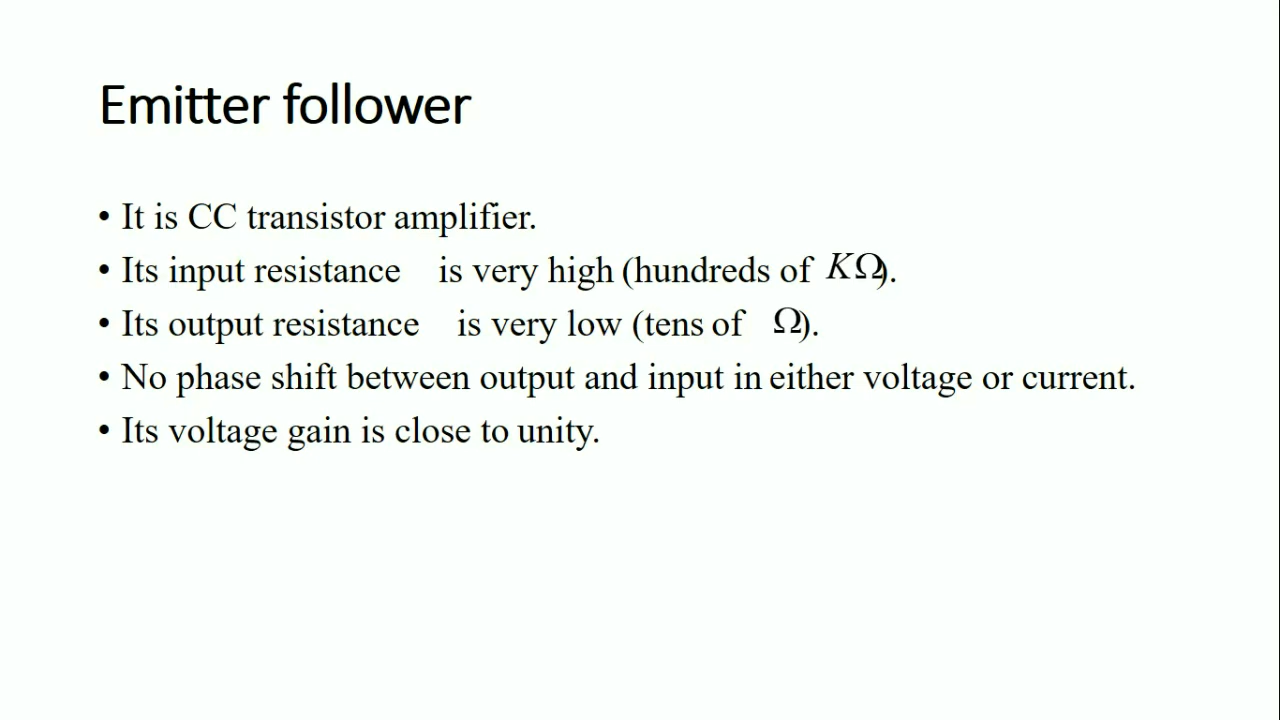 Emitter follower
• It is CC transistor amplifier.
• Its input resistance is very high (hundreds of KΩ).
• Its output resistance is very low (tens of Ω).
• No phase shift between output and input in either voltage or current.
• Its voltage gain is close to unity.